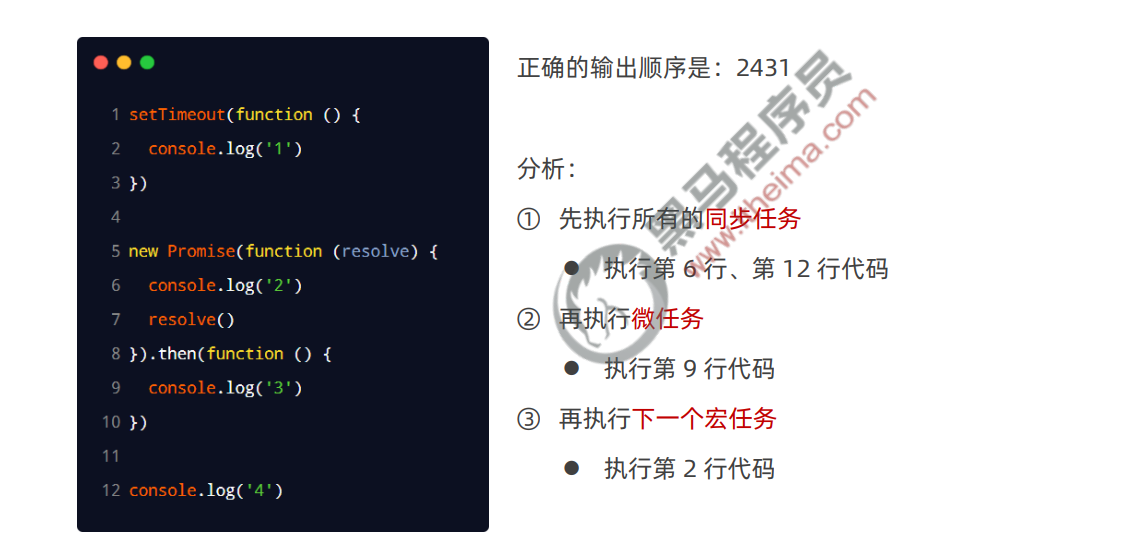 1 setTimeout(function () {
2 console.log('1')
3 })
4
5 new Promise(function (resolve) {
6 console.log('2')
7 resolve()
8 }).then(function () {
9 console.log('3')
10 })
11
12 console.log('4')
正确的输出顺序是：2431
分析：
① 先执行所有的同步任务
● 执行第 6 行、第 12 行代码
② 再执行微任务
● 执行第 9 行代码
③ 再执行下一个宏任务
● 执行第 2 行代码
黑马程序员
www.itheima.com